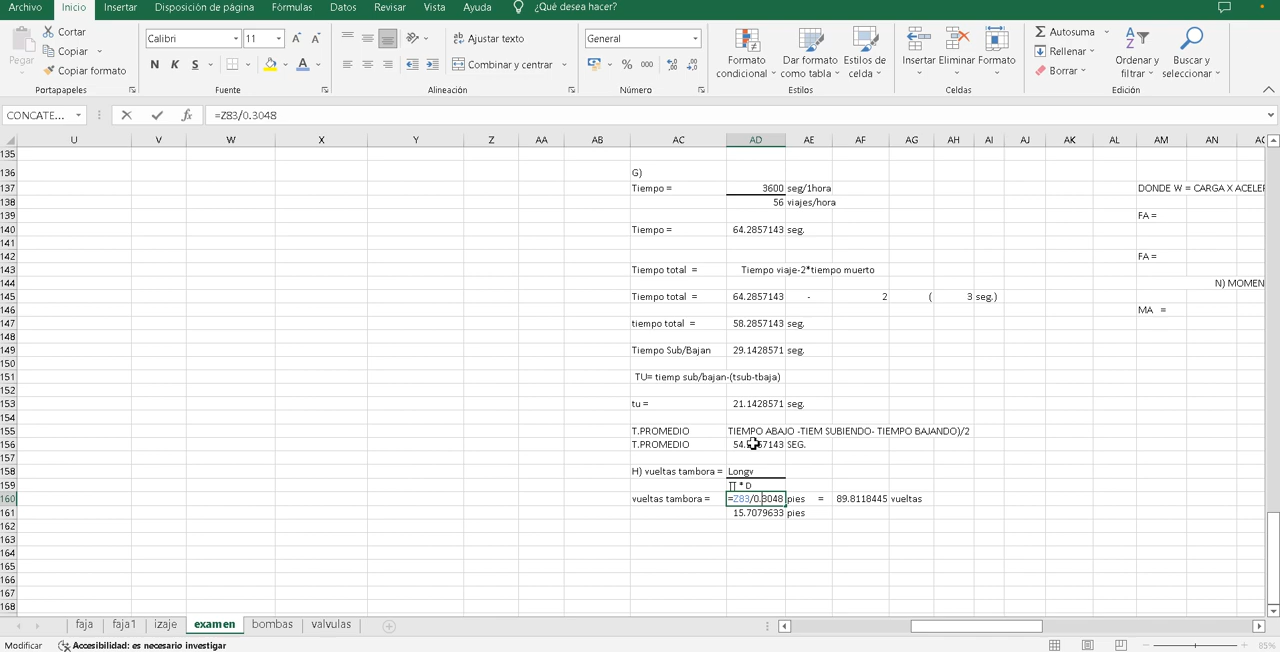 Archivo Inicio Insertar Disposición de página Fórmulas Datos Revisar Vista Ayuda ¿Qué desea hacer?
Pegar Cortar Copiar Copiar formato Portapapeles
Calibri 11 N K S Fuente
Ajustar texto Combinar y centrar Alineación
General % 000 Número
Formato condicional Dar formato como tabla Estilos de celda Estilos
Insertar Eliminar Formato Celdas
Autosuma Rellenar Borrar Ordenar y filtrar Buscar y seleccionar Edición
CONCATE... fx =Z83/0.3048
U V W X Y Z AA AB AC AD AE AF AG AH AI AJ AK AL AM AN
135
136 G)
137 Tiempo = 3600 seg/1hora DONDE W = CARGA X ACELER
138 56 viajes/hora
139 FA =
140 Tiempo = 64.2857143 seg.
141
142 FA =
143 Tiempo total = Tiempo viaje-2*tiempo muerto
144 N) MOMEN
145 Tiempo total = 64.2857143 - 2 ( 3 seg.)
146 MA =
147 tiempo total = 58.2857143 seg.
148
149 Tiempo Sub/Bajan 29.1428571 seg.
150
151 TU= tiemp sub/bajan-(tsub-tbaja)
152
153 tu = 21.1428571 seg.
154
155 T.PROMEDIO TIEMPO ABAJO -TIEM SUBIENDO- TIEMPO BAJANDO)/2
156 T.PROMEDIO SEG.
157
158 H) vueltas tambora = Longv
159 ∏ * D
160 vueltas tambora = =Z83/0.3048 pies = 89.8118445 vueltas
161 15.7079633 pies
162
163
164
165
166
167
168
faja faja1 izaje examen bombas valvulas
Modificar Accesibilidad: es necesario investigar 85%